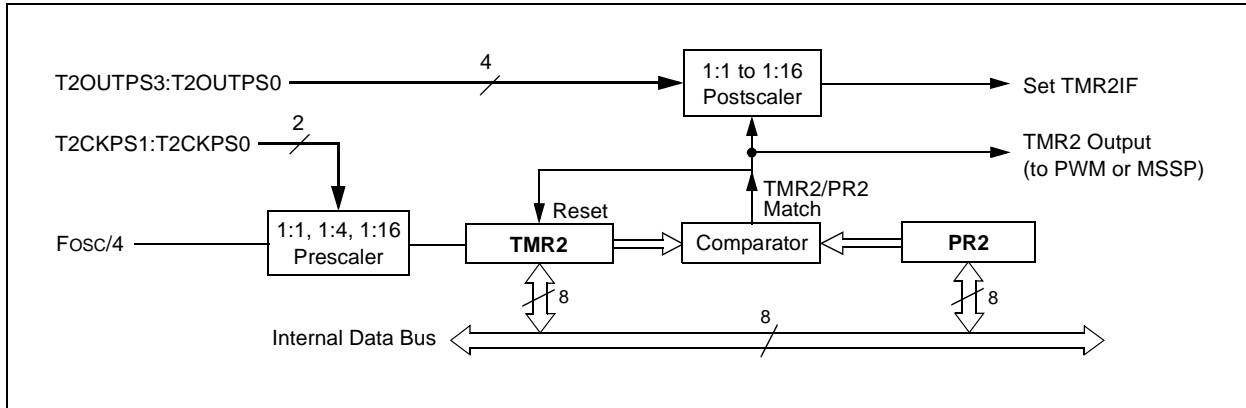 T2OUTPS3:T2OUTPS0
4
1:1 to 1:16
Postscaler
Set TMR2IF
T2CKPS1:T2CKPS0
2
TMR2 Output
(to PWM or MSSP)
Reset
TMR2/PR2
Match
FOSC/4
1:1, 1:4, 1:16
Prescaler
TMR2
Comparator
PR2
8
8
Internal Data Bus
8